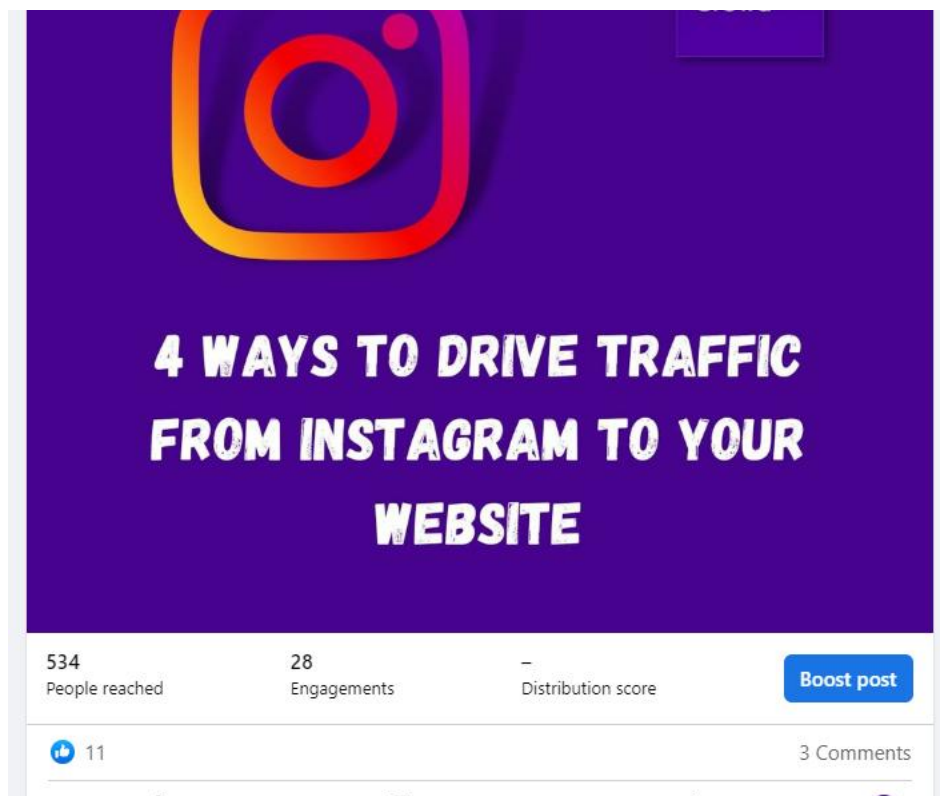 4 WAYS TO DRIVE TRAFFIC
FROM INSTAGRAM TO YOUR
WEBSITE
534
People reached
28
Engagements
–
Distribution score
Boost post
11
3 Comments